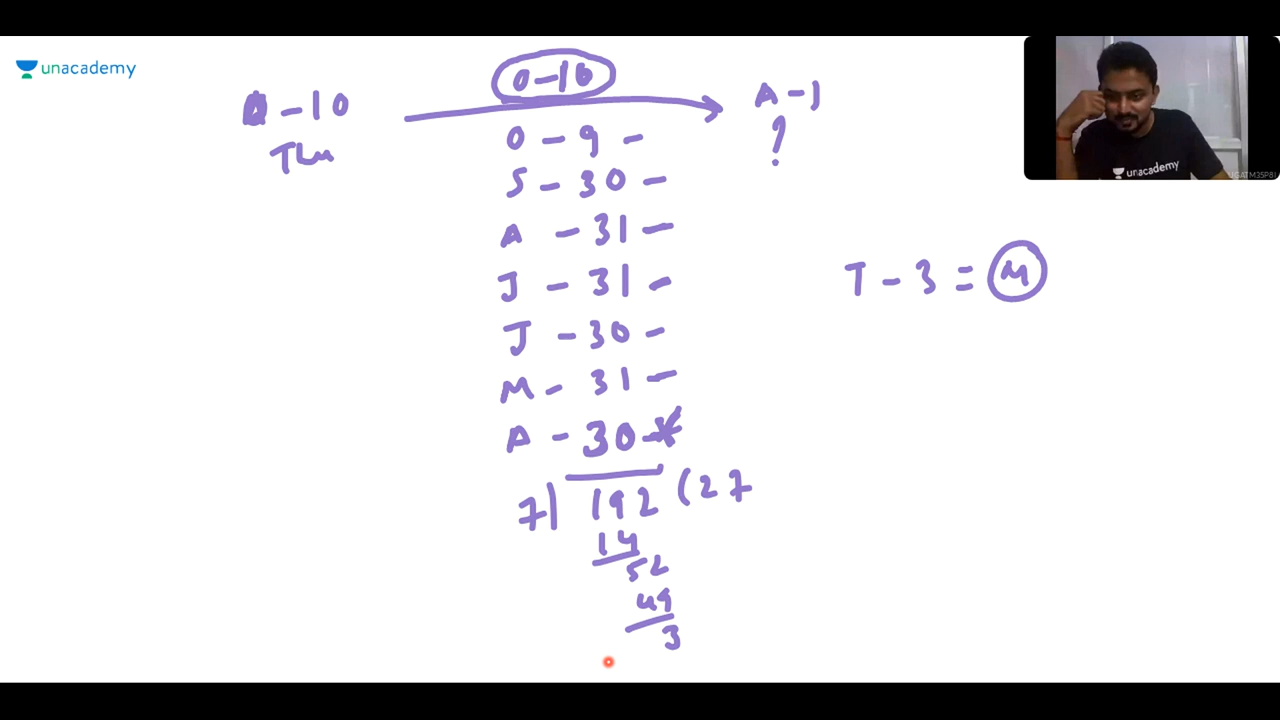 unacademy
O-10
O-10
A-1
Thu
?
O - 9 -
S - 30 -
A - 31 -
J - 31 -
T - 3 = M
J - 30 -
M - 31 -
A - 30 -
7) 192 (27
14
52
49
3
unacademy